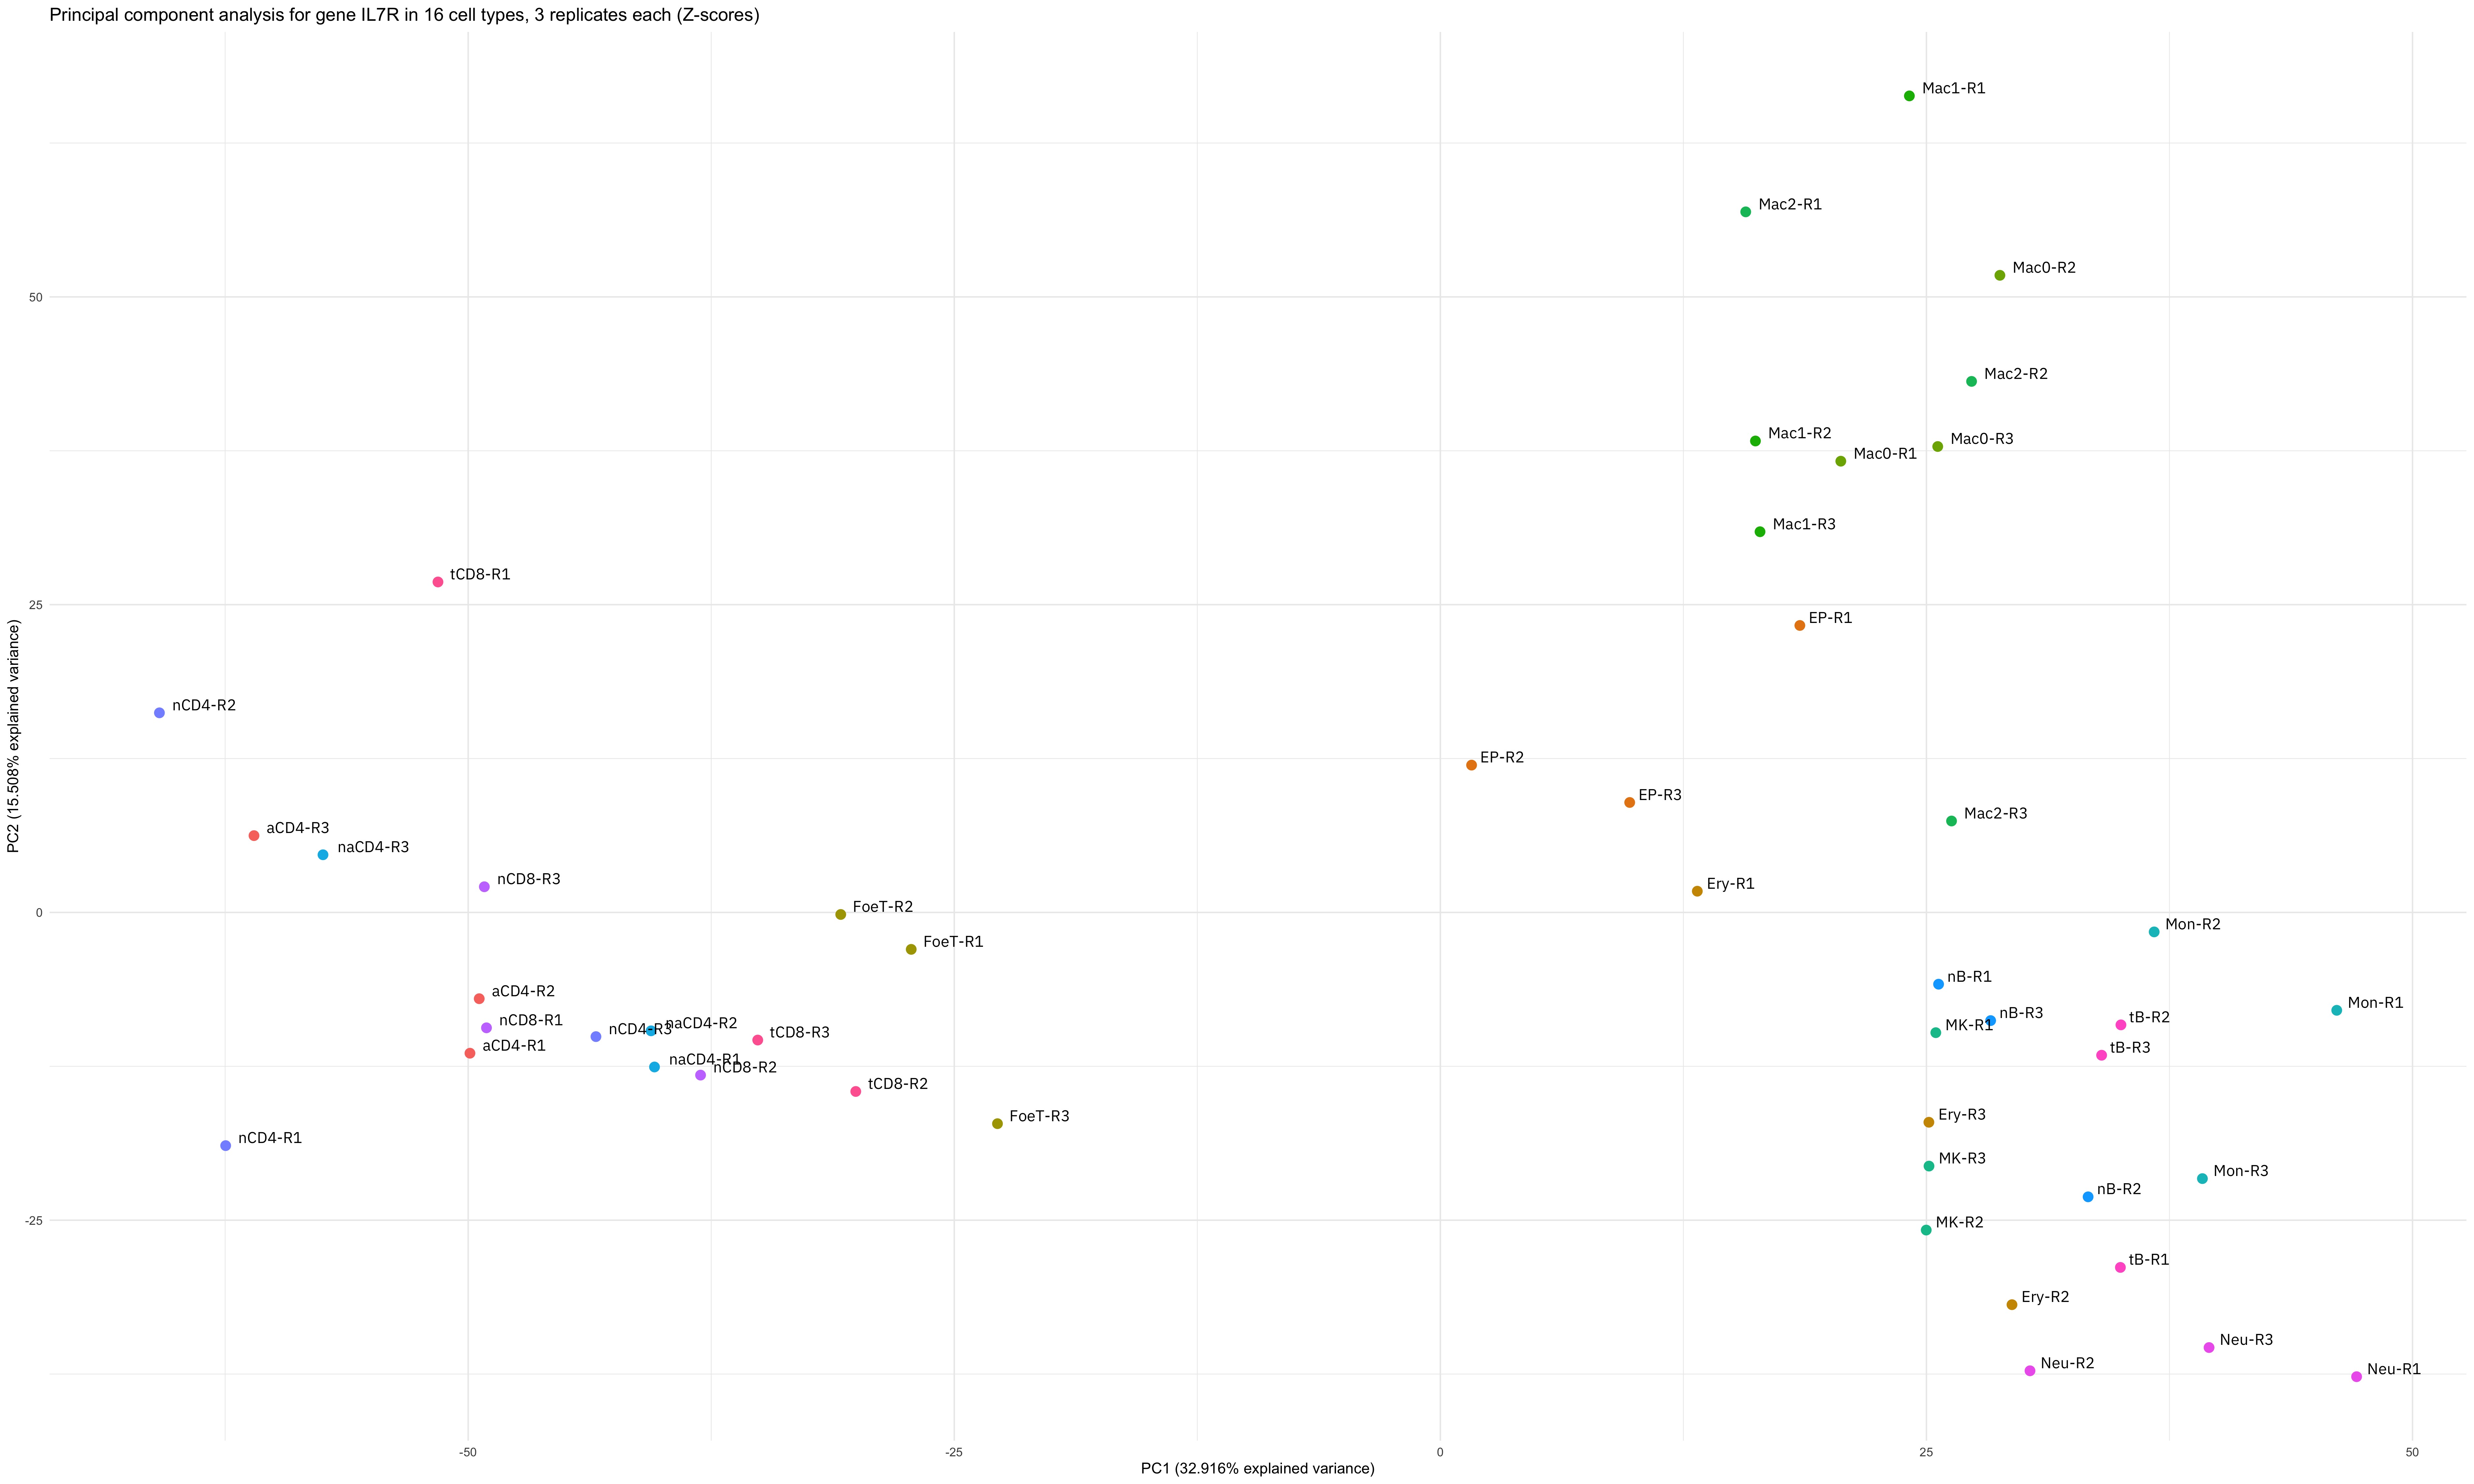 Principal component analysis for gene IL7R in 16 cell types, 3 replicates each (Z-scores)
Mac1-R1
Mac2-R1
Mac0-R2
50
Mac2-R2
Mac1-R2
Mac0-R3
Mac0-R1
Mac1-R3
tCD8-R1
25
EP-R1
nCD4-R2
EP-R2
EP-R3
Mac2-R3
aCD4-R3
naCD4-R3
nCD8-R3
Ery-R1
FoeT-R2
0
Mon-R2
FoeT-R1
nB-R1
aCD4-R2
Mon-R1
nCD8-R1
nCD4-R3
naCD4-R2
tCD8-R3
MK-R1
nB-R3
tB-R2
aCD4-R1
tB-R3
naCD4-R1
nCD8-R2
tCD8-R2
FoeT-R3
Ery-R3
nCD4-R1
MK-R3
Mon-R3
nB-R2
-25
MK-R2
tB-R1
Ery-R2
Neu-R3
Neu-R2
Neu-R1
PC2 (15.508% explained variance)
-50
-25
0
25
50
PC1 (32.916% explained variance)